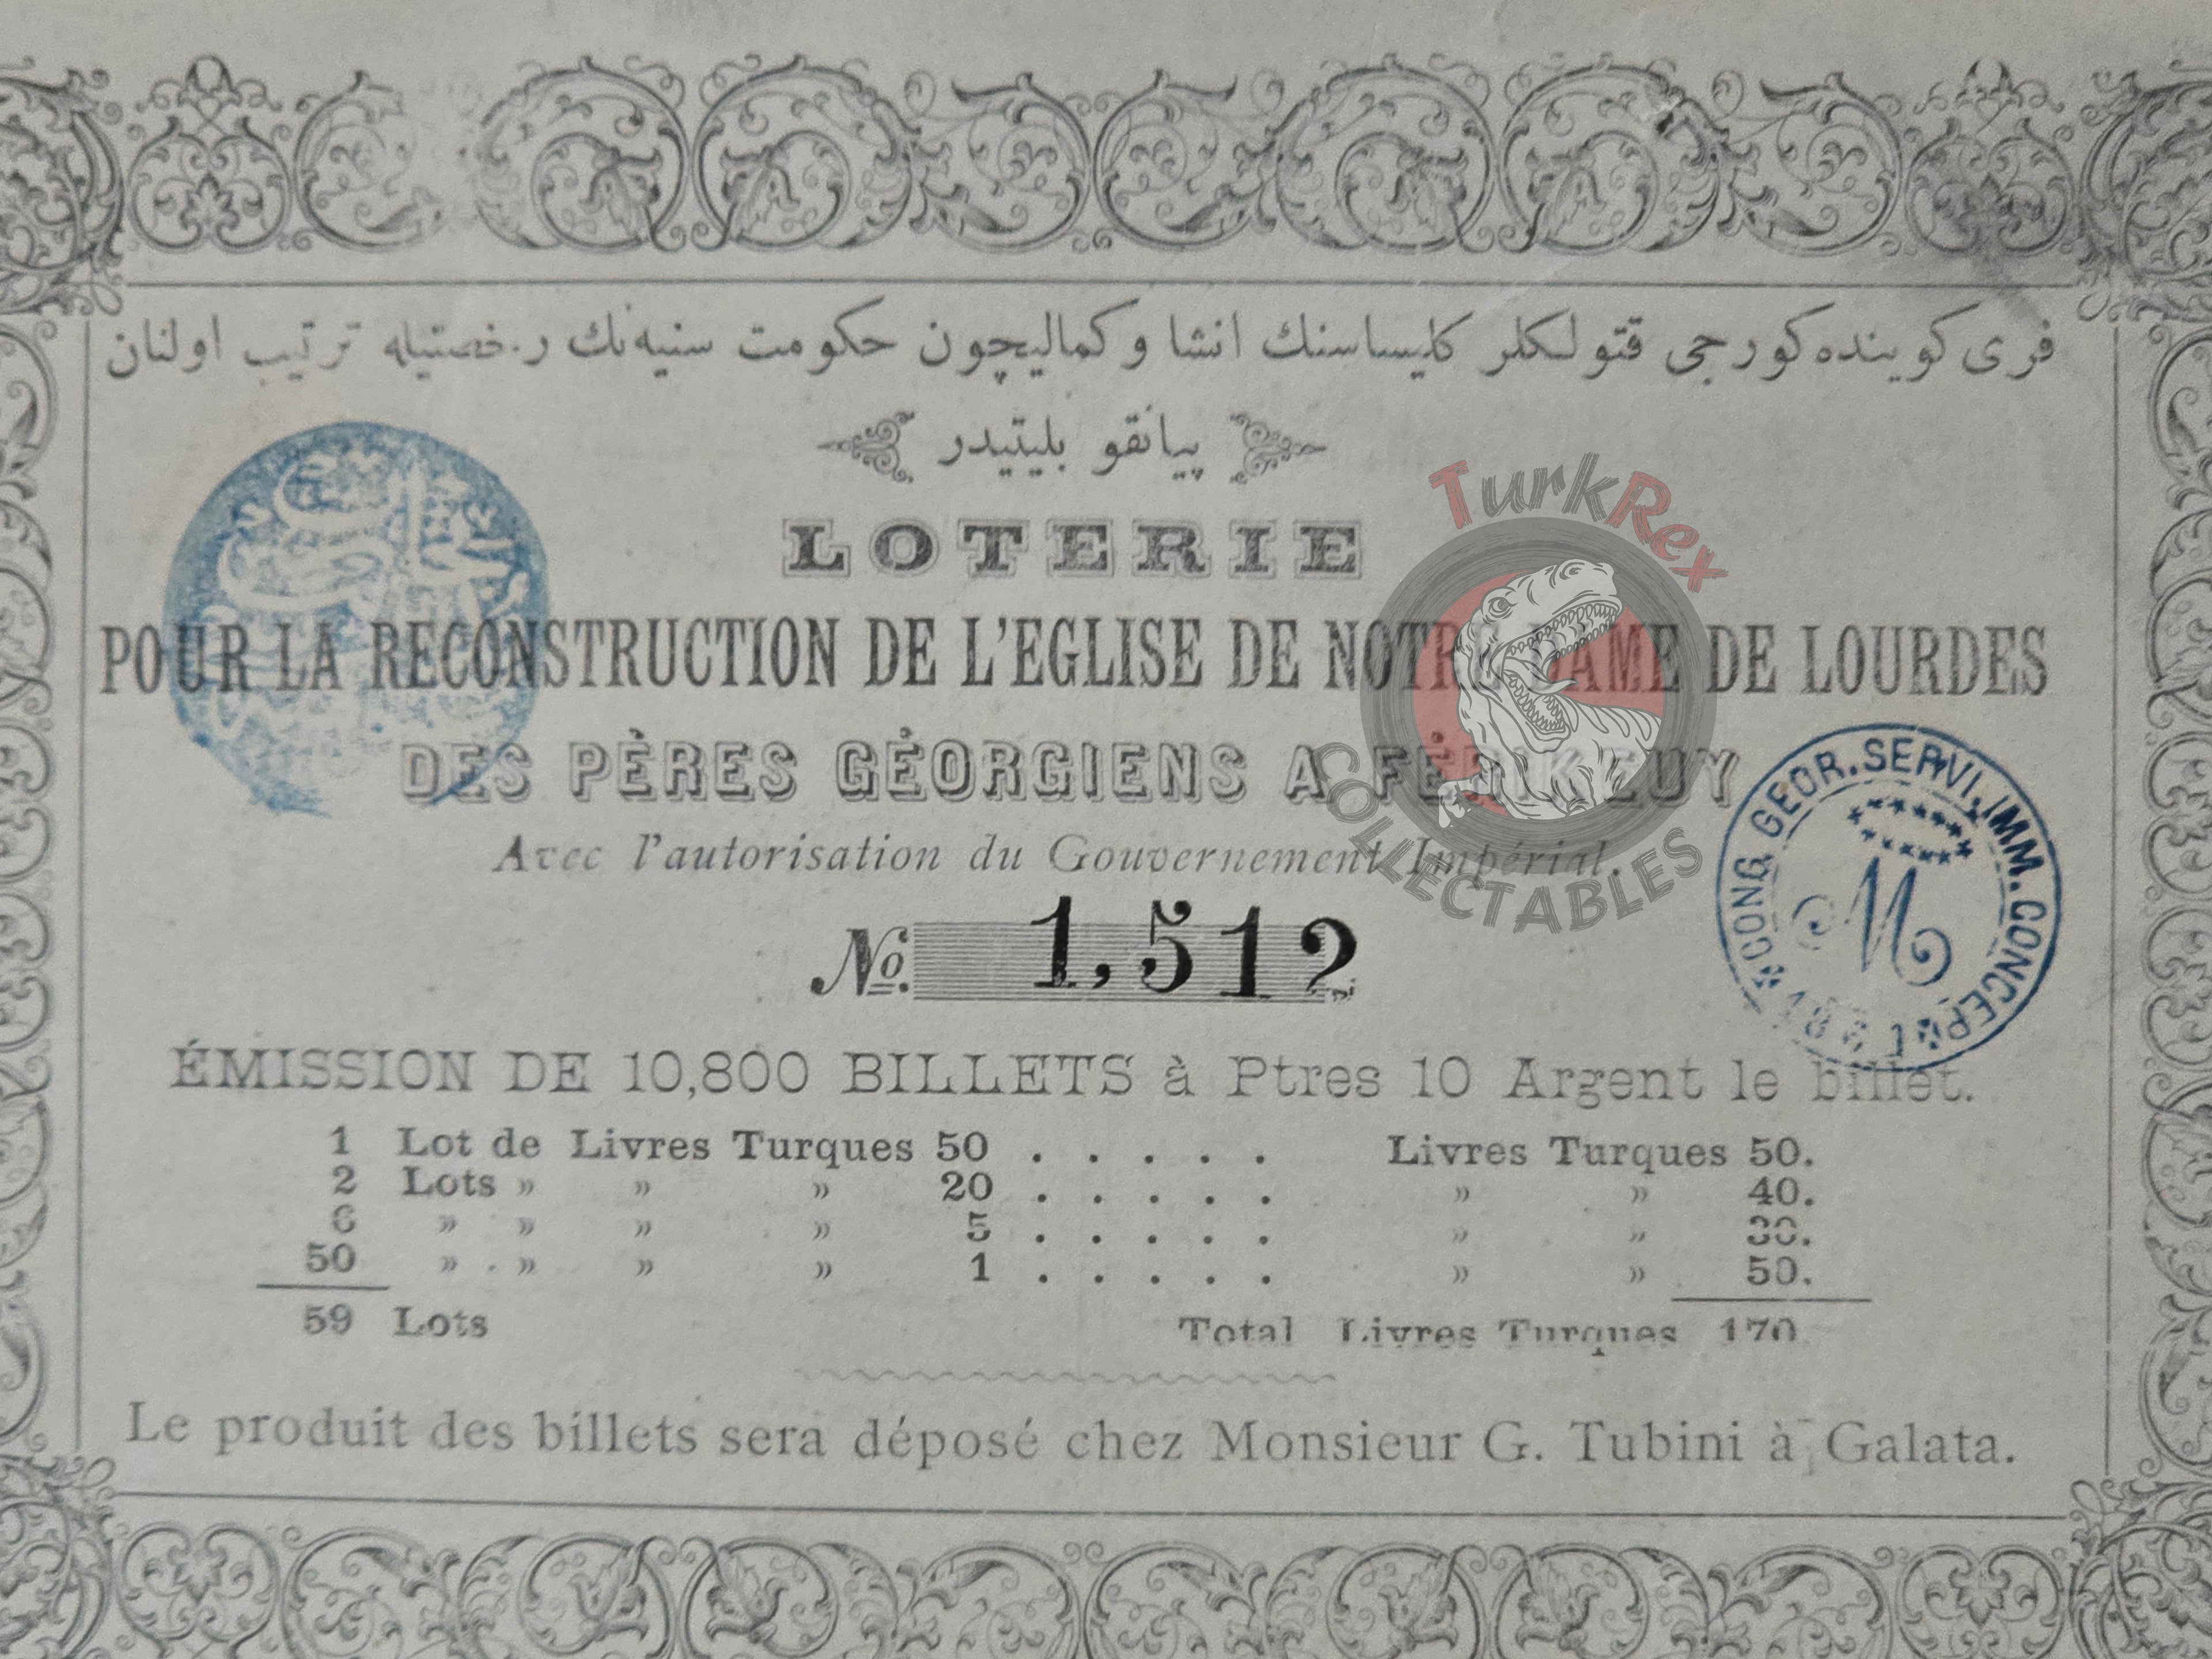 فری کوینده کورجی قتولکلر کلیساسنك انشا و کمالیچون حکومت سنیه‌نك رخصتیله ترتیب اولنان
پیانقو بلیتیدر
LOTERIE
POUR LA RECONSTRUCTION DE L'EGLISE DE NOTRE DAME DE LOURDES
DES PÈRES GÉORGIENS A FÉRIKEUY
Avec l'autorisation du Gouvernement Impérial.
No. 1,512
ÉMISSION DE 10,800 BILLETS à Ptres 10 Argent le billet.
1 Lot de Livres Turques 50 . . . . . Livres Turques 50.
2 Lots » » » 20 . . . . . » » 40.
6 » » » » 5 . . . . . » » 30.
50 » » » » 1 . . . . . » » 50.
59 Lots Total Livres Turques 170
Le produit des billets sera déposé chez Monsieur G. Tubini à Galata.
CONG. GEOR. SERVI. IMM. CONCEP.
M
TurkRex
COLLECTABLES